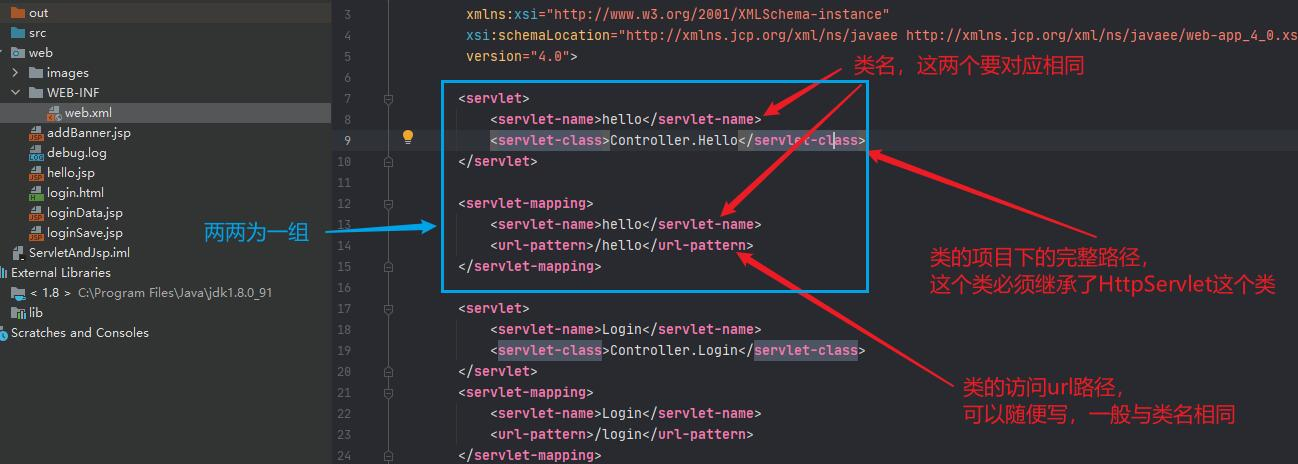 out
src
web
images
WEB-INF
web.xml
addBanner.jsp
debug.log
hello.jsp
login.html
loginData.jsp
loginSave.jsp
ServletAndJsp.iml
External Libraries
< 1.8 > C:\Program Files\Java\jdk1.8.0_91
lib
Scratches and Consoles
3 xmlns:xsi="http://www.w3.org/2001/XMLSchema-instance"
4 xsi:schemaLocation="http://xmlns.jcp.org/xml/ns/javaee http://xmlns.jcp.org/xml/ns/javaee/web-app_4_0.xs
5 version="4.0">
6
7 <servlet>
8 <servlet-name>hello</servlet-name>
9 <servlet-class>Controller.Hello</servlet-class>
10 </servlet>
11
12 <servlet-mapping>
13 <servlet-name>hello</servlet-name>
14 <url-pattern>/hello</url-pattern>
15 </servlet-mapping>
16
17 <servlet>
18 <servlet-name>Login</servlet-name>
19 <servlet-class>Controller.Login</servlet-class>
20 </servlet>
21 <servlet-mapping>
22 <servlet-name>Login</servlet-name>
23 <url-pattern>/login</url-pattern>
24 </servlet-mapping>
类名，这两个要对应相同
两两为一组
类的项目下的完整路径，
这个类必须继承了HttpServlet这个类
类的访问url路径，
可以随便写，一般与类名相同